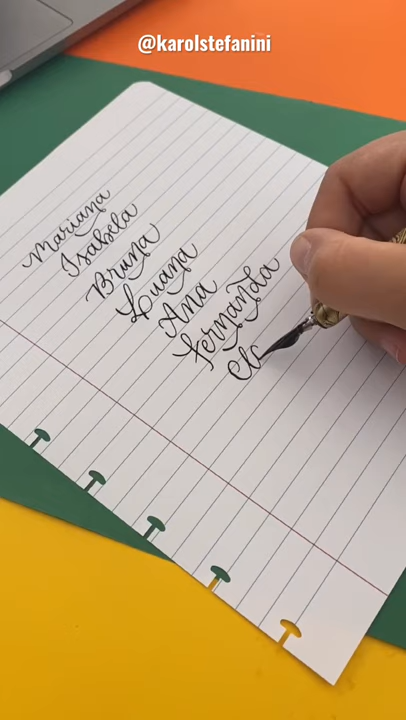 @karolstefanini
Mariana
Isabela
Bruna
Luana
Ana
Fernanda